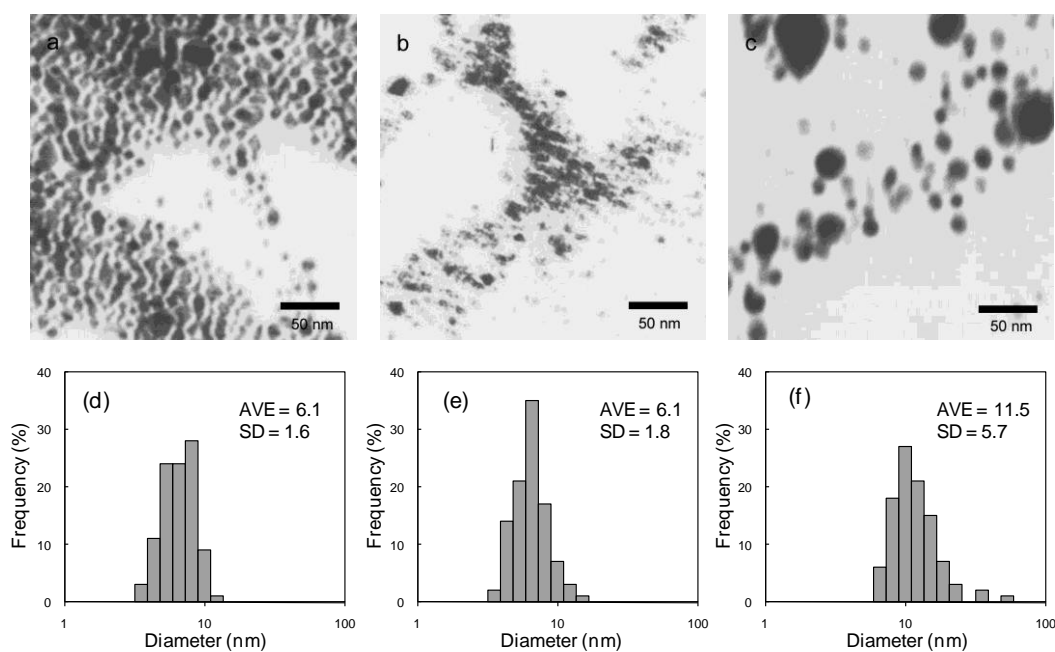 a
50 nm
b
50 nm
c
50 nm
(d)
AVE = 6.1
SD = 1.6
Frequency (%)
40
30
20
10
0
1
10
100
Diameter (nm)
(e)
AVE = 6.1
SD = 1.8
Frequency (%)
40
30
20
10
0
1
10
100
Diameter (nm)
(f)
AVE = 11.5
SD = 5.7
Frequency (%)
40
30
20
10
0
1
10
100
Diameter (nm)